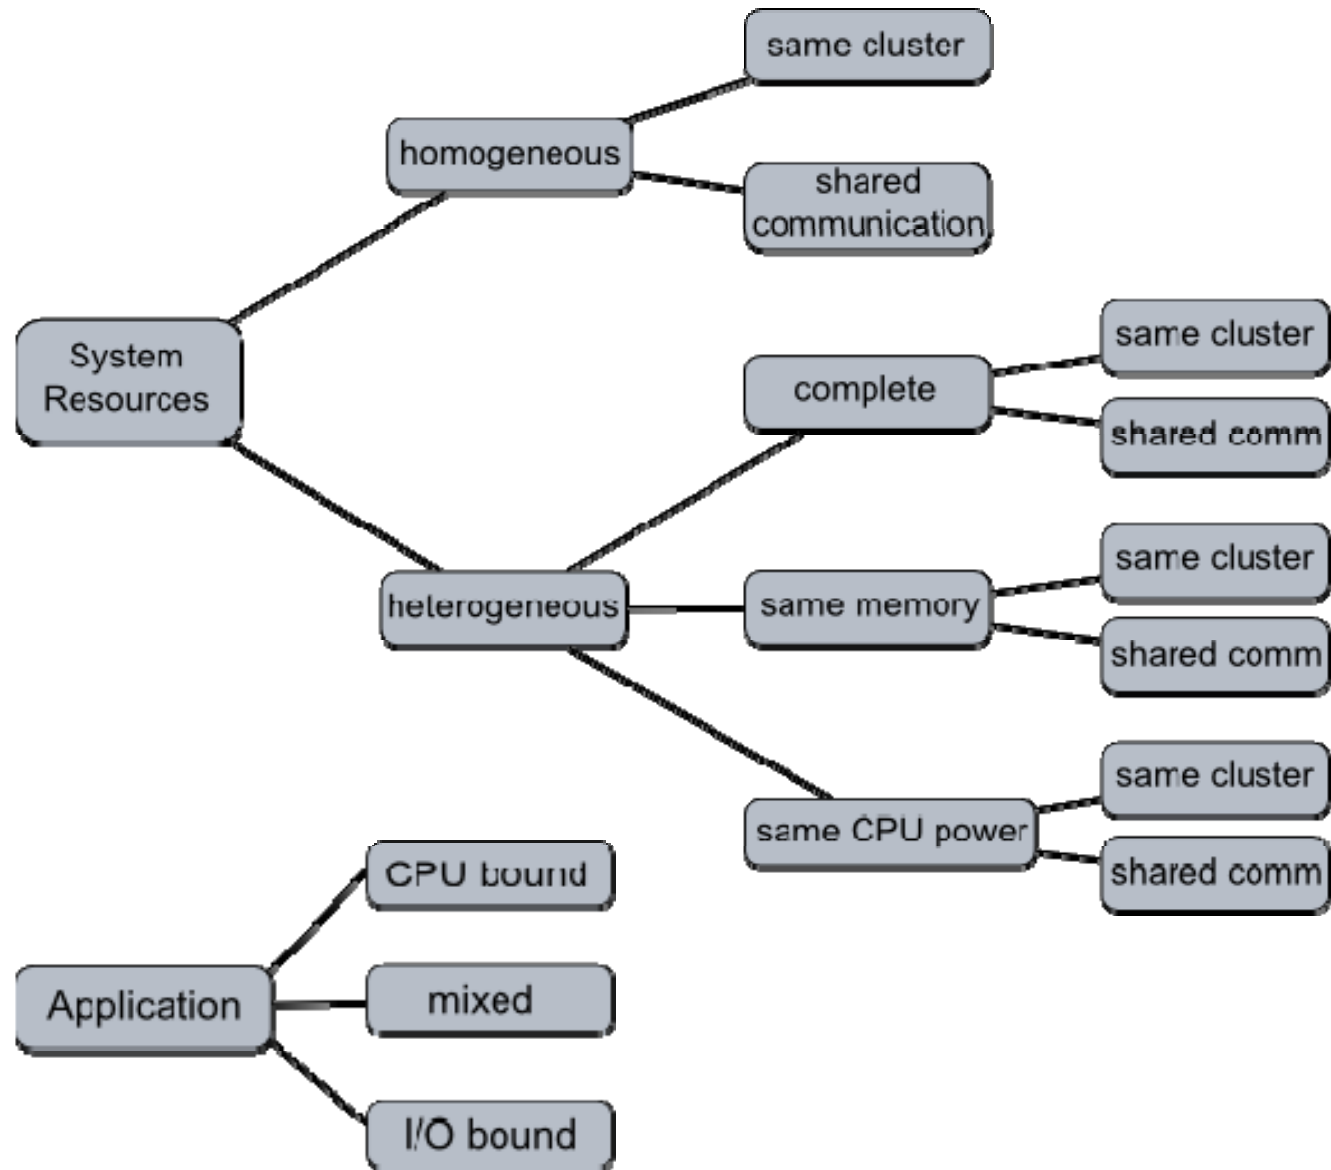 same cluster
homogeneous
shared
communication
System
Resources
same cluster
complete
shared comm
same cluster
heterogeneous
same memory
shared comm
same cluster
same CPU power
shared comm
CPU bound
Application
mixed
I/O bound